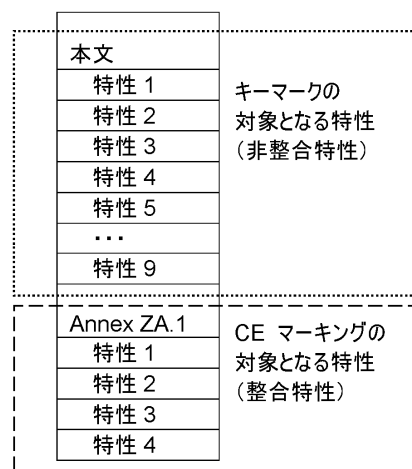 本文
特性 1
特性 2
特性 3
特性 4
特性 5
・・・
特性 9
キーマークの
対象となる特性
（非整合特性）
Annex ZA.1
特性 1
特性 2
特性 3
特性 4
CE マーキングの
対象となる特性
（整合特性）